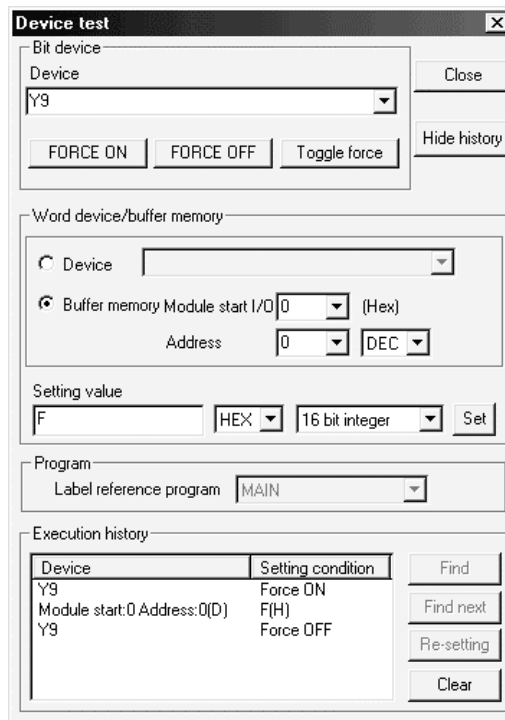 Device test
Bit device
Device
Close
Y9
FORCE ON FORCE OFF Toggle force
Hide history
Word device/buffer memory
Device
Buffer memory Module start I/O 0 (Hex)
Address 0 DEC
Setting value
F HEX 16 bit integer Set
Program
Label reference program MAIN
Execution history
Device Setting condition Find
Y9 Force ON
Module start:0 Address:0(D) F(H) Find next
Y9 Force OFF
Re-setting
Clear